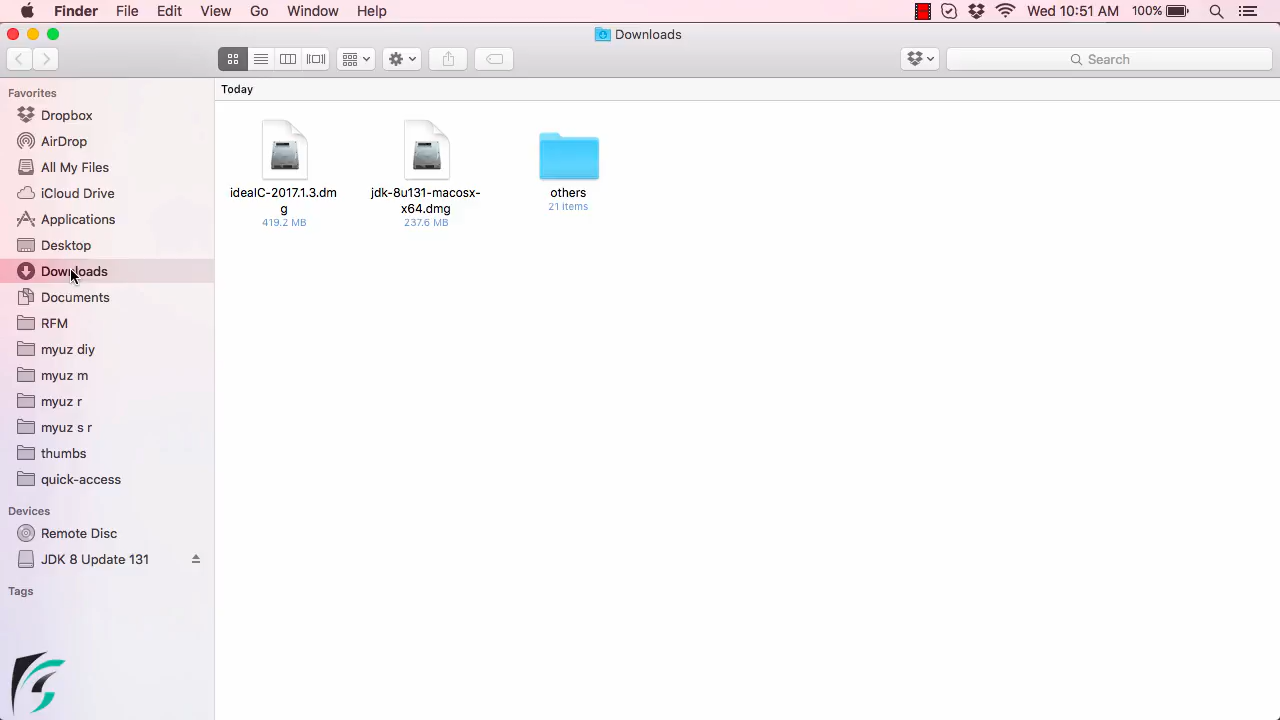 Finder File Edit View Go Window Help Wed 10:51 AM 100%
Downloads
Search
Favorites
Dropbox
AirDrop
All My Files
iCloud Drive
Applications
Desktop
Downloads
Documents
RFM
myuz diy
myuz m
myuz r
myuz s r
thumbs
quick-access
Devices
Remote Disc
JDK 8 Update 131
Tags
Today
ideaIC-2017.1.3.dm
g
419.2 MB
jdk-8u131-macosx-
x64.dmg
237.6 MB
others
21 items